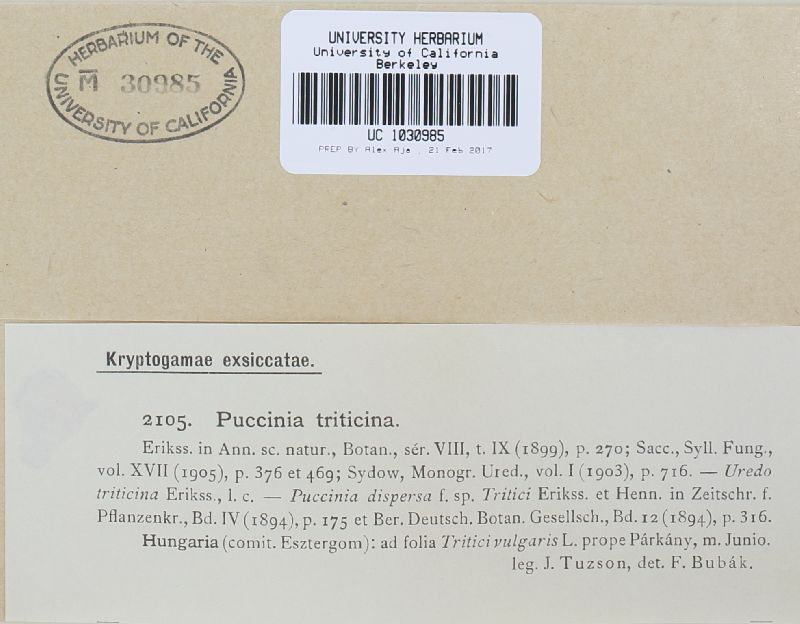 HERBARIUM OF THE
M̅ 30985
UNIVERSITY OF CALIFORNIA
UNIVERSITY HERBARIUM
University of California
Berkeley
UC 1030985
PREP BY Alex Aja , 21 Feb 2017
Kryptogamae exsiccatae.
2105. Puccinia triticina.
Erikss. in Ann. sc. natur., Botan., sér. VIII, t. IX (1899), p. 270; Sacc., Syll. Fung.,
vol. XVII (1905), p. 376 et 469; Sydow, Monogr. Ured., vol. I (1903), p. 716. — Uredo
triticina Erikss., l. c. — Puccinia dispersa f. sp. Tritici Erikss. et Henn. in Zeitschr. f.
Pflanzenkr., Bd. IV (1894), p. 175 et Ber. Deutsch. Botan. Gesellsch., Bd. 12 (1894), p. 316.
Hungaria (comit. Esztergom): ad folia Tritici vulgaris L. prope Párkány, m. Junio.
leg. J. Tuzson, det. F. Bubák.